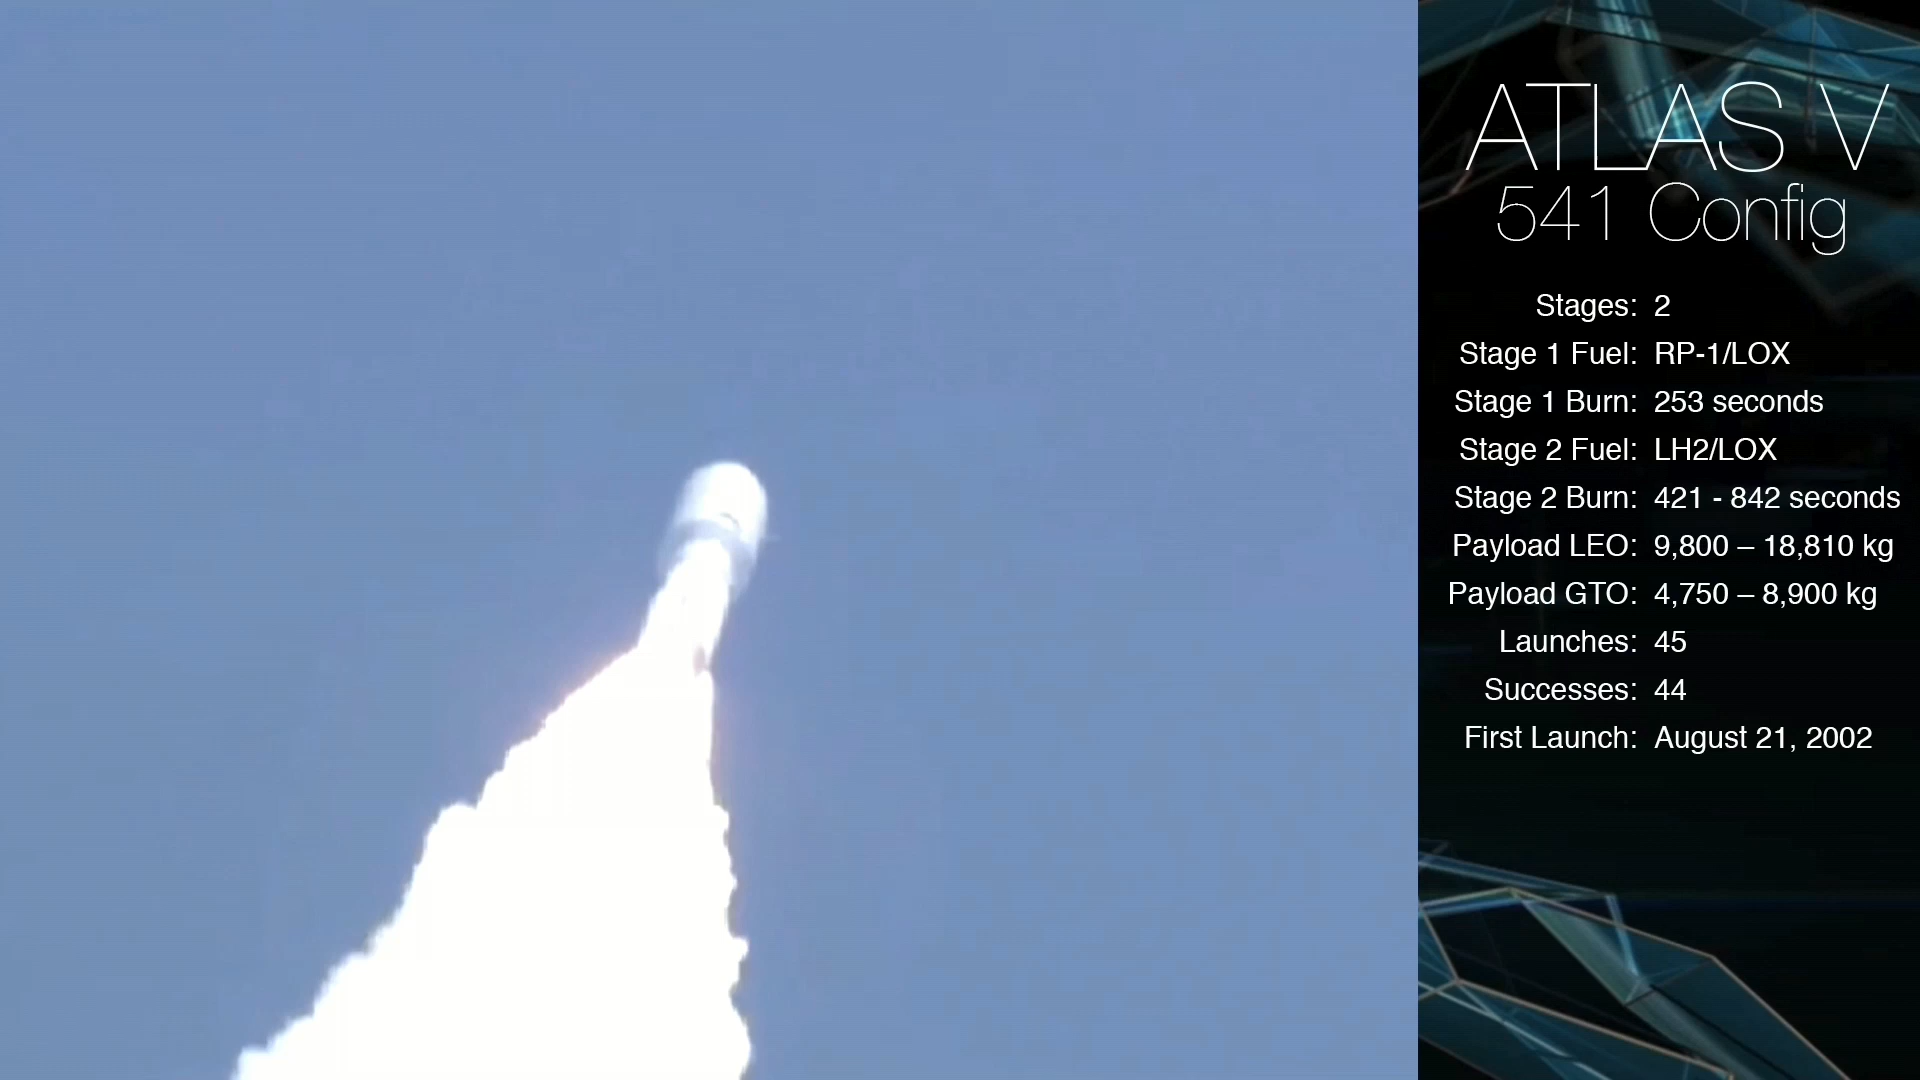 ATLAS V
541 Config
Stages: 2
Stage 1 Fuel: RP-1/LOX
Stage 1 Burn: 253 seconds
Stage 2 Fuel: LH2/LOX
Stage 2 Burn: 421 - 842 seconds
Payload LEO: 9,800 – 18,810 kg
Payload GTO: 4,750 – 8,900 kg
Launches: 45
Successes: 44
First Launch: August 21, 2002